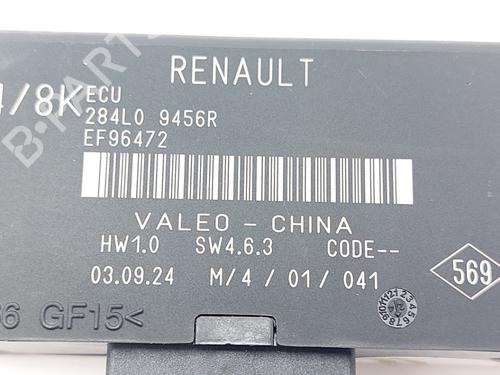 RENAULT
4/8K ECU
284L0 9456R
EF96472
VALEO - CHINA
HW1.0 SW4.6.3 CODE--
03.09.24 M/4 / 01/ 041
569
GF15<